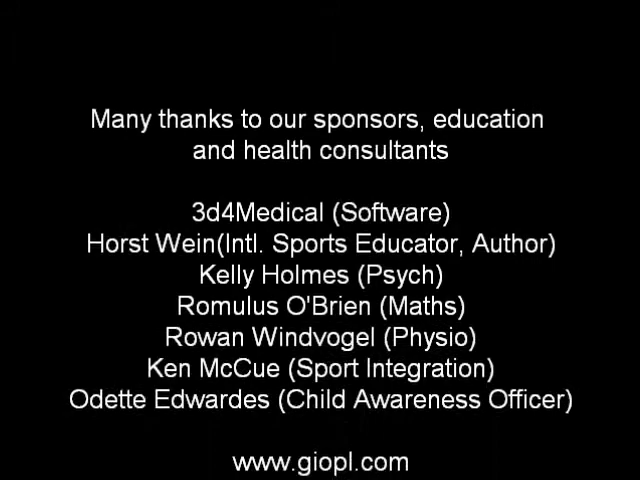 Many thanks to our sponsors, education
and health consultants
3d4Medical (Software)
Horst Wein(Intl. Sports Educator, Author)
Kelly Holmes (Psych)
Romulus O'Brien (Maths)
Rowan Windvogel (Physio)
Ken McCue (Sport Integration)
Odette Edwardes (Child Awareness Officer)
www.giopl.com